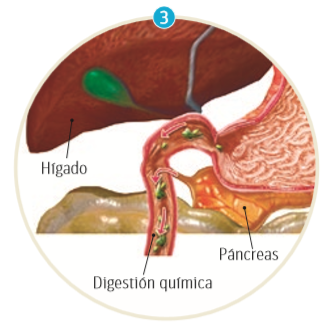 3
Hígado
Páncreas
Digestión química